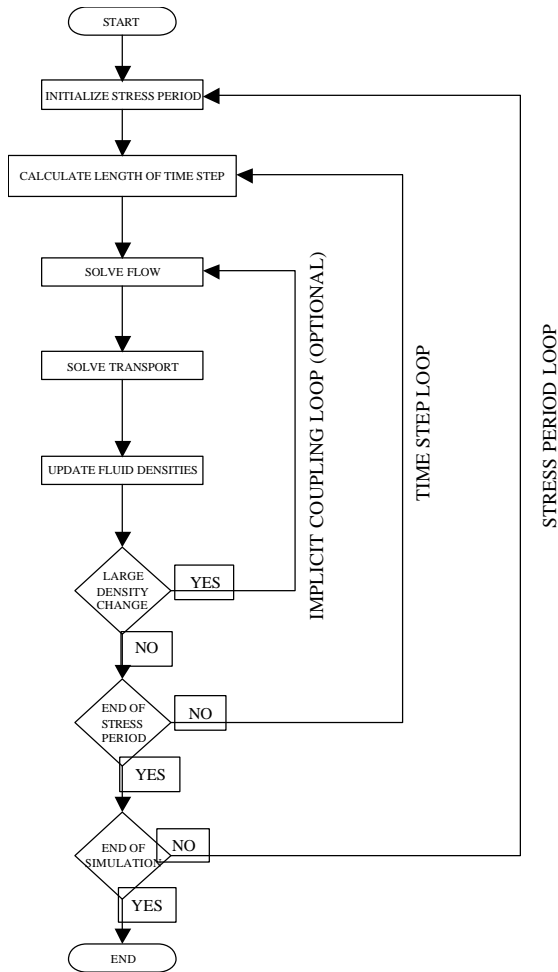 START
INITIALIZE STRESS PERIOD
CALCULATE LENGTH OF TIME STEP
SOLVE FLOW
SOLVE TRANSPORT
UPDATE FLUID DENSITIES
LARGE
DENSITY
CHANGE
YES
NO
END OF
STRESS
PERIOD
NO
YES
END OF
SIMULATION
NO
YES
END
IMPLICIT COUPLING LOOP (OPTIONAL)
TIME STEP LOOP
STRESS PERIOD LOOP